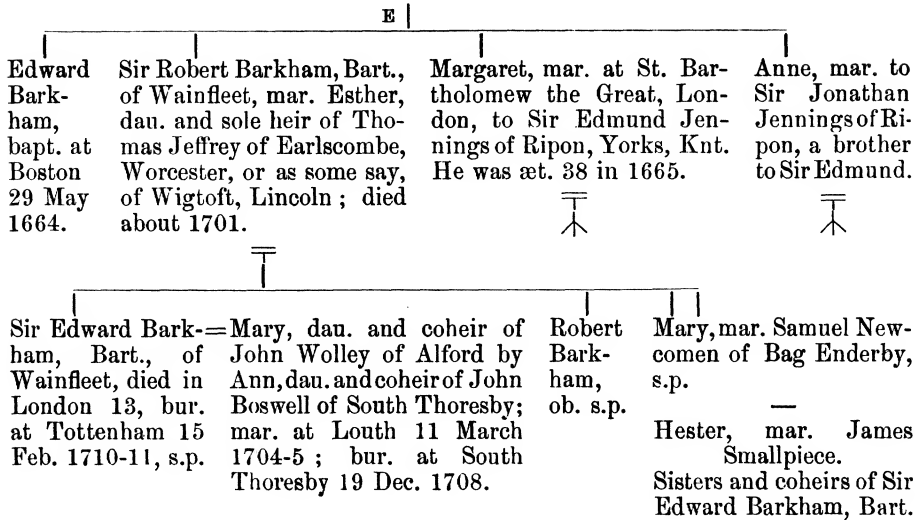 E
Edward
Bark-
ham,
bapt. at
Boston
29 May
1664.
Sir Robert Barkham, Bart.,
of Wainfleet, mar. Esther,
dau. and sole heir of Tho-
mas Jeffrey of Earlscombe,
Worcester, or as some say,
of Wigtoft, Lincoln ; died
about 1701.
Margaret, mar. at St. Bar-
tholomew the Great, Lon-
don, to Sir Edmund Jen-
nings of Ripon, Yorks, Knt.
He was æt. 38 in 1665.
Anne, mar. to
Sir Jonathan
Jennings of Ri-
pon, a brother
to Sir Edmund.
Sir Edward Bark-=
ham, Bart., of
Wainfleet, died in
London 13, bur.
at Tottenham 15
Feb. 1710-11, s.p.
Mary, dau. and coheir of
John Wolley of Alford by
Ann, dau. and coheir of John
Boswell of South Thoresby;
mar. at Louth 11 March
1704-5 ; bur. at South
Thoresby 19 Dec. 1708.
Robert
Bark-
ham,
ob. s.p.
Mary, mar. Samuel New-
comen of Bag Enderby,
s.p.
—
Hester, mar. James
Smallpiece.
Sisters and coheirs of Sir
Edward Barkham, Bart.